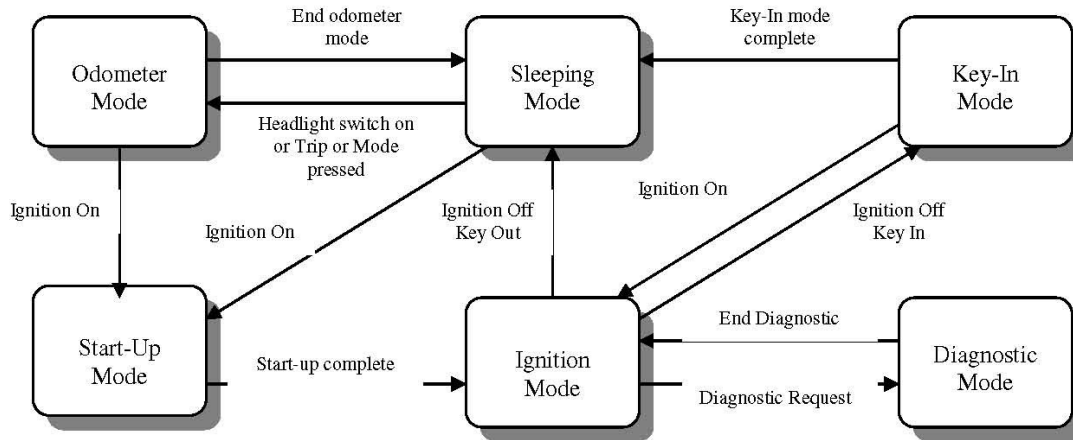 End odometer
mode
Key-In mode
complete
Odometer
Mode
Sleeping
Mode
Key-In
Mode
Headlight switch on
or Trip or Mode
pressed
Ignition On
Ignition On
Ignition Off
Key Out
Ignition On
Ignition Off
Key In
Start-Up
Mode
Start-up complete
Ignition
Mode
End Diagnostic
Diagnostic Request
Diagnostic
Mode